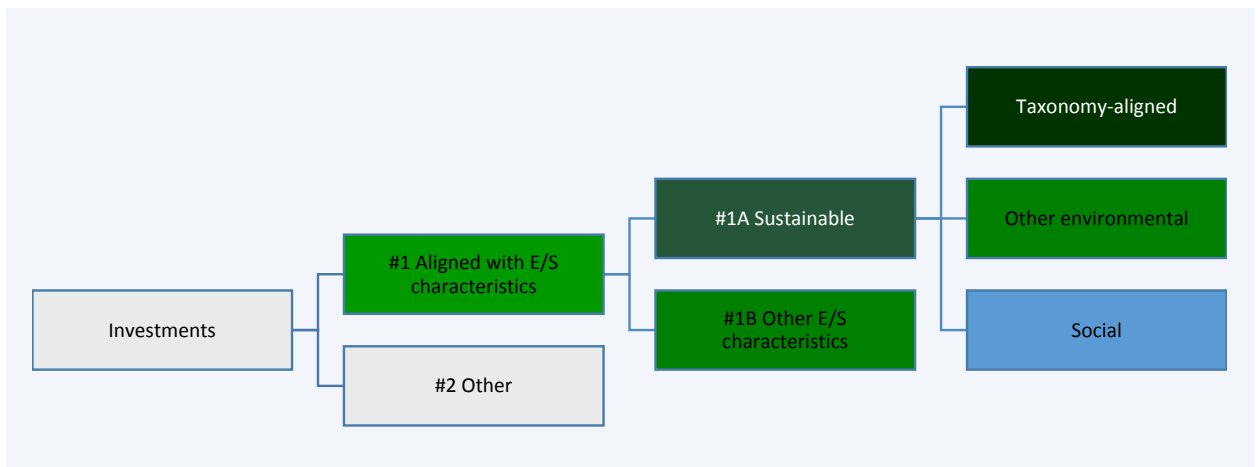 Investments
#1 Aligned with E/S
characteristics
#2 Other
#1A Sustainable
#1B Other E/S
characteristics
Taxonomy-aligned
Other environmental
Social